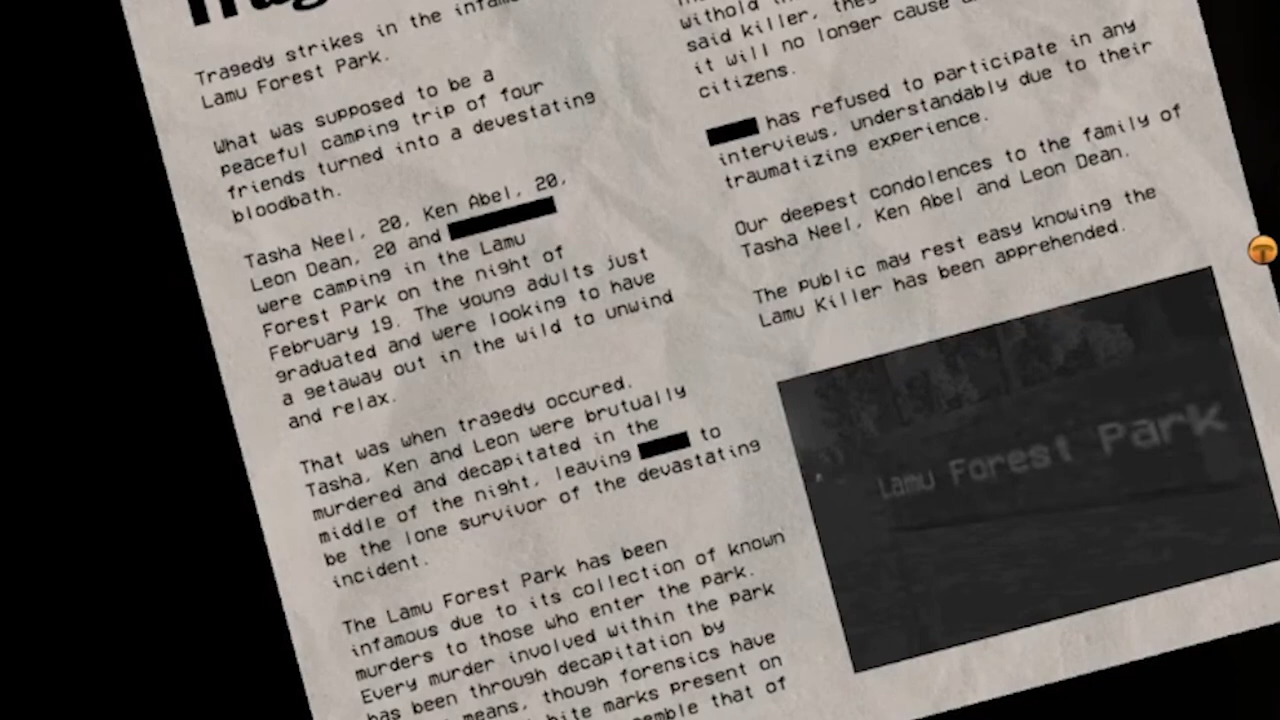 Tragedy strikes in the
Lamu Forest Park.
What was supposed to be a
peaceful camping trip of four
friends turned into a devestating
bloodbath.
Tasha Neel, 20, Ken Abel, 20,
Leon Dean, 20 and
were camping in the Lamu
Forest Park on the night of
February 19. The young adults just
graduated and were looking to have
a getaway out in the wild to unwind
and relax.
That was when tragedy occured.
Tasha, Ken and Leon were brutually
murdered and decapitated in the
middle of the night, leaving to
be the lone survivor of the devastating
incident.
The Lamu Forest Park has been
infamous due to its collection of known
murders to those who enter the park.
Every murder involved within the park
has been through decapitation by
means, though forensics have
bite marks present on
that of
withold
said killer, they
it will no longer cause
citizens.
has refused to participate in any
interviews, understandably due to their
traumatizing experience.
Our deepest condolences to the family of
Tasha Neel, Ken Abel and Leon Dean.
The public may rest easy knowing the
Lamu Killer has been apprehended.
Lamu Forest Park